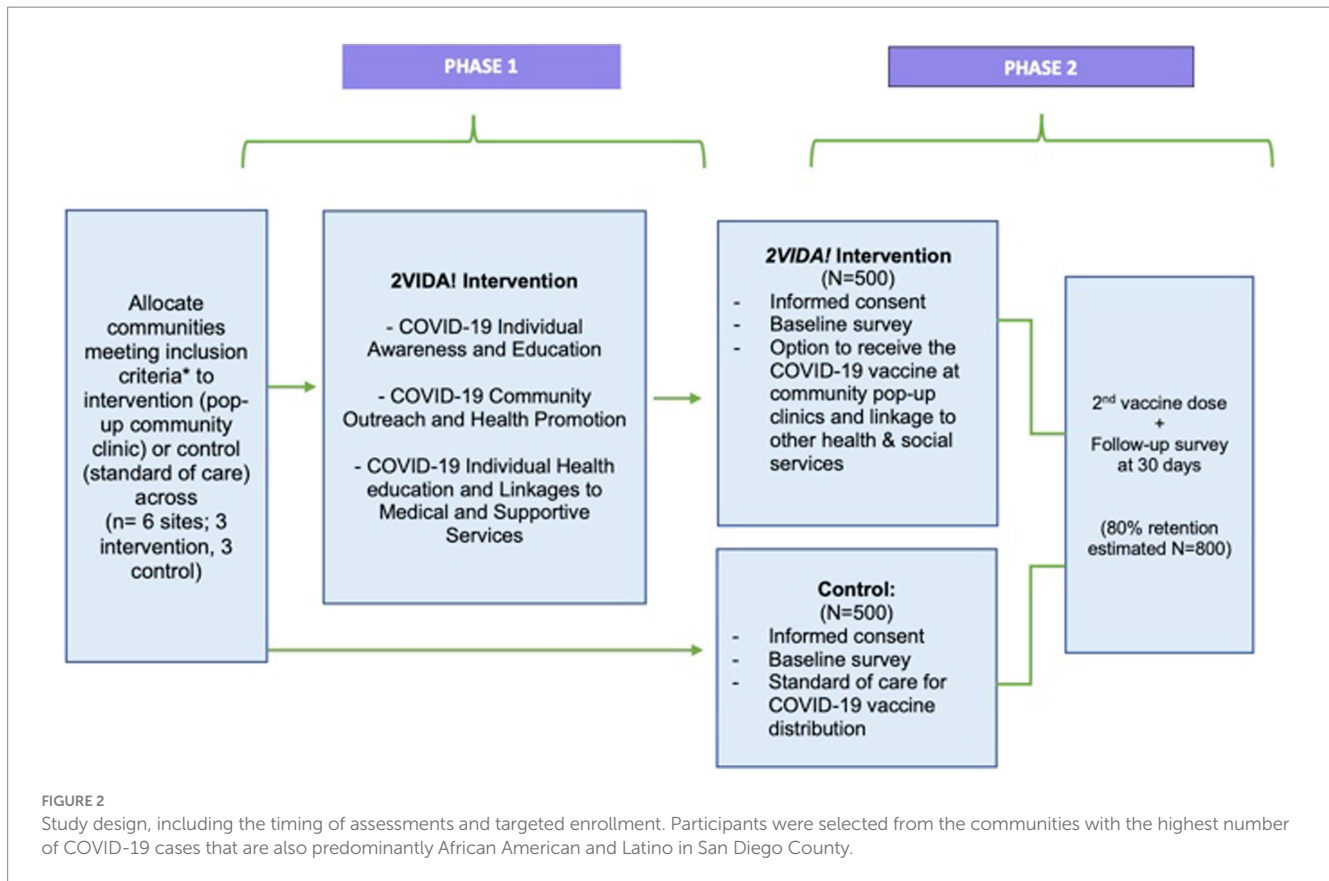 PHASE 1
PHASE 2
Allocate
communities
meeting inclusion
criteria* to
intervention (pop-
up community
clinic) or control
(standard of care)
across
(n= 6 sites; 3
intervention, 3
control)
2VIDA! Intervention
- COVID-19 Individual
Awareness and Education
- COVID-19 Community
Outreach and Health Promotion
- COVID-19 Individual Health
education and Linkages to
Medical and Supportive
Services
2VIDA! Intervention
(N=500)
- Informed consent
- Baseline survey
- Option to receive the
COVID-19 vaccine at
community pop-up
clinics and linkage to
other health & social
services
Control:
(N=500)
- Informed consent
- Baseline survey
- Standard of care for
COVID-19 vaccine
distribution
2nd vaccine dose
+
Follow-up survey
at 30 days
(80% retention
estimated N=800)
FIGURE 2
Study design, including the timing of assessments and targeted enrollment. Participants were selected from the communities with the highest number
of COVID-19 cases that are also predominantly African American and Latino in San Diego County.